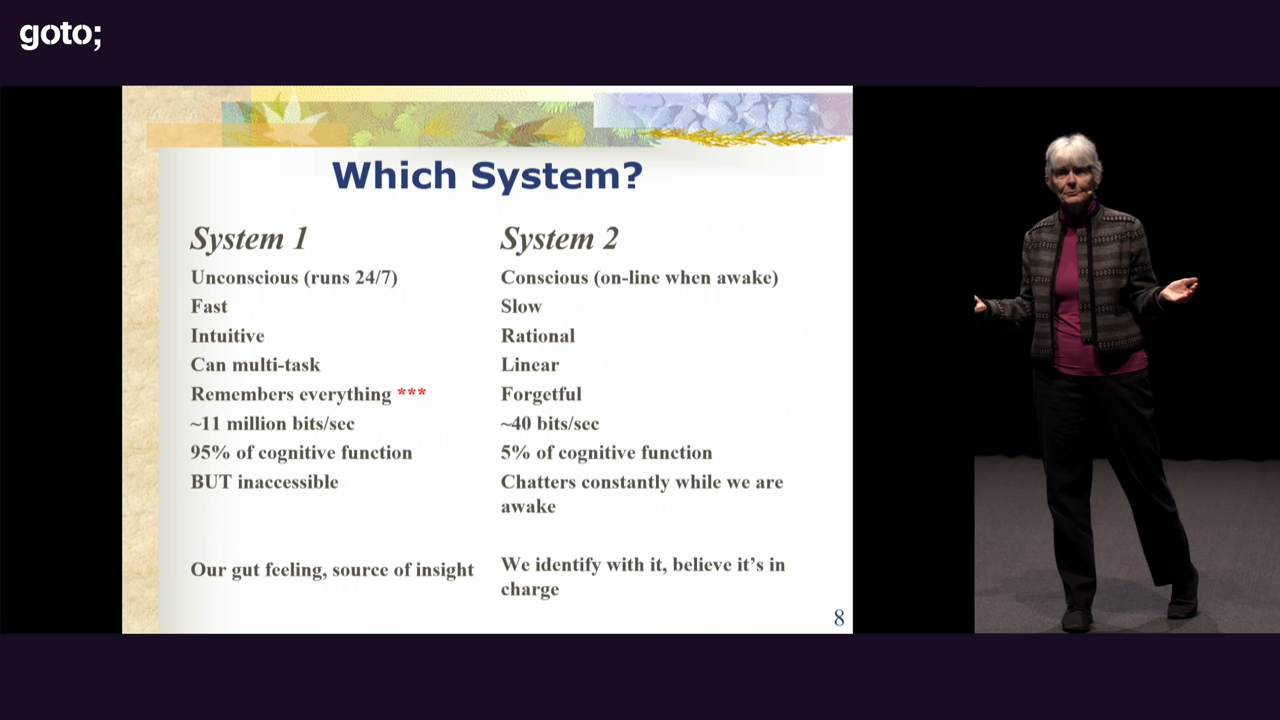 goto;
Which System?
System 1
Unconscious (runs 24/7)
Fast
Intuitive
Can multi-task
Remembers everything ***
~11 million bits/sec
95% of cognitive function
BUT inaccessible
Our gut feeling, source of insight
System 2
Conscious (on-line when awake)
Slow
Rational
Linear
Forgetful
~40 bits/sec
5% of cognitive function
Chatters constantly while we are
awake
We identify with it, believe it’s in
charge
8